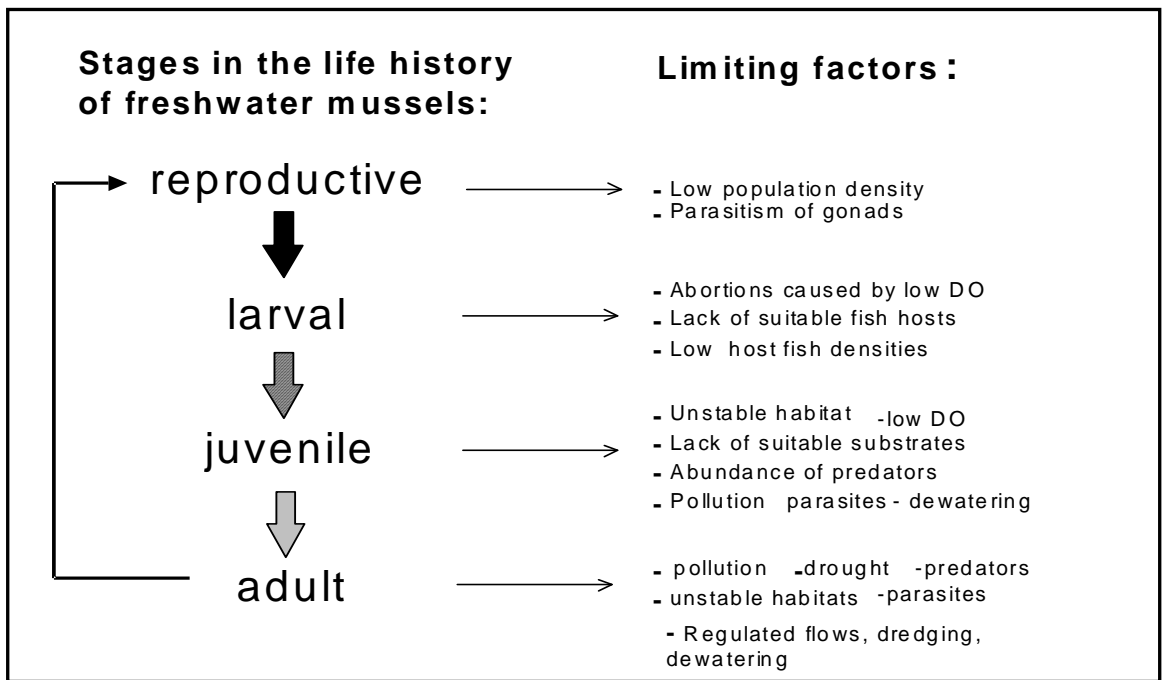 Stages in the life history
of freshwater mussels:
Limiting factors :
reproductive
- Low population density
- Parasitism of gonads
larval
- Abortions caused by low DO
- Lack of suitable fish hosts
- Low host fish densities
juvenile
- Unstable habitat -low DO
- Lack of suitable substrates
- Abundance of predators
- Pollution parasites - dewatering
adult
- pollution -drought -predators
- unstable habitats -parasites
- Regulated flows, dredging,
dewatering